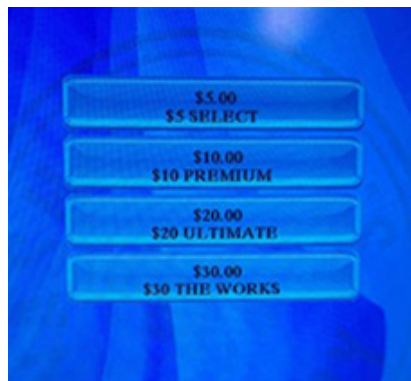 $5.00
$5 SELECT
$10.00
$10 PREMIUM
$20.00
$20 ULTIMATE
$30.00
$30 THE WORKS